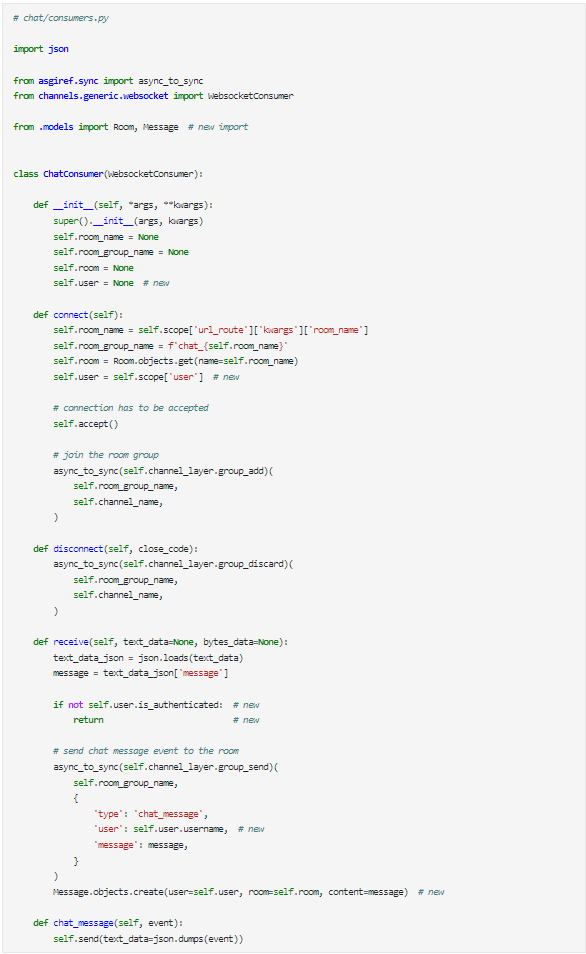 # chat/consumers.py

import json

from asgiref.sync import async_to_sync
from channels.generic.websocket import WebsocketConsumer

from .models import Room, Message  # new import


class ChatConsumer(WebsocketConsumer):

    def __init__(self, *args, **kwargs):
        super().__init__(args, kwargs)
        self.room_name = None
        self.room_group_name = None
        self.room = None
        self.user = None  # new

    def connect(self):
        self.room_name = self.scope['url_route']['kwargs']['room_name']
        self.room_group_name = f'chat_{self.room_name}'
        self.room = Room.objects.get(name=self.room_name)
        self.user = self.scope['user']  # new

        # connection has to be accepted
        self.accept()

        # join the room group
        async_to_sync(self.channel_layer.group_add)(
            self.room_group_name,
            self.channel_name,
        )

    def disconnect(self, close_code):
        async_to_sync(self.channel_layer.group_discard)(
            self.room_group_name,
            self.channel_name,
        )

    def receive(self, text_data=None, bytes_data=None):
        text_data_json = json.loads(text_data)
        message = text_data_json['message']

        if not self.user.is_authenticated:  # new
            return                          # new

        # send chat message event to the room
        async_to_sync(self.channel_layer.group_send)(
            self.room_group_name,
            {
                'type': 'chat_message',
                'user': self.user.username,  # new
                'message': message,
            }
        )
        Message.objects.create(user=self.user, room=self.room, content=message)  # new

    def chat_message(self, event):
        self.send(text_data=json.dumps(event))